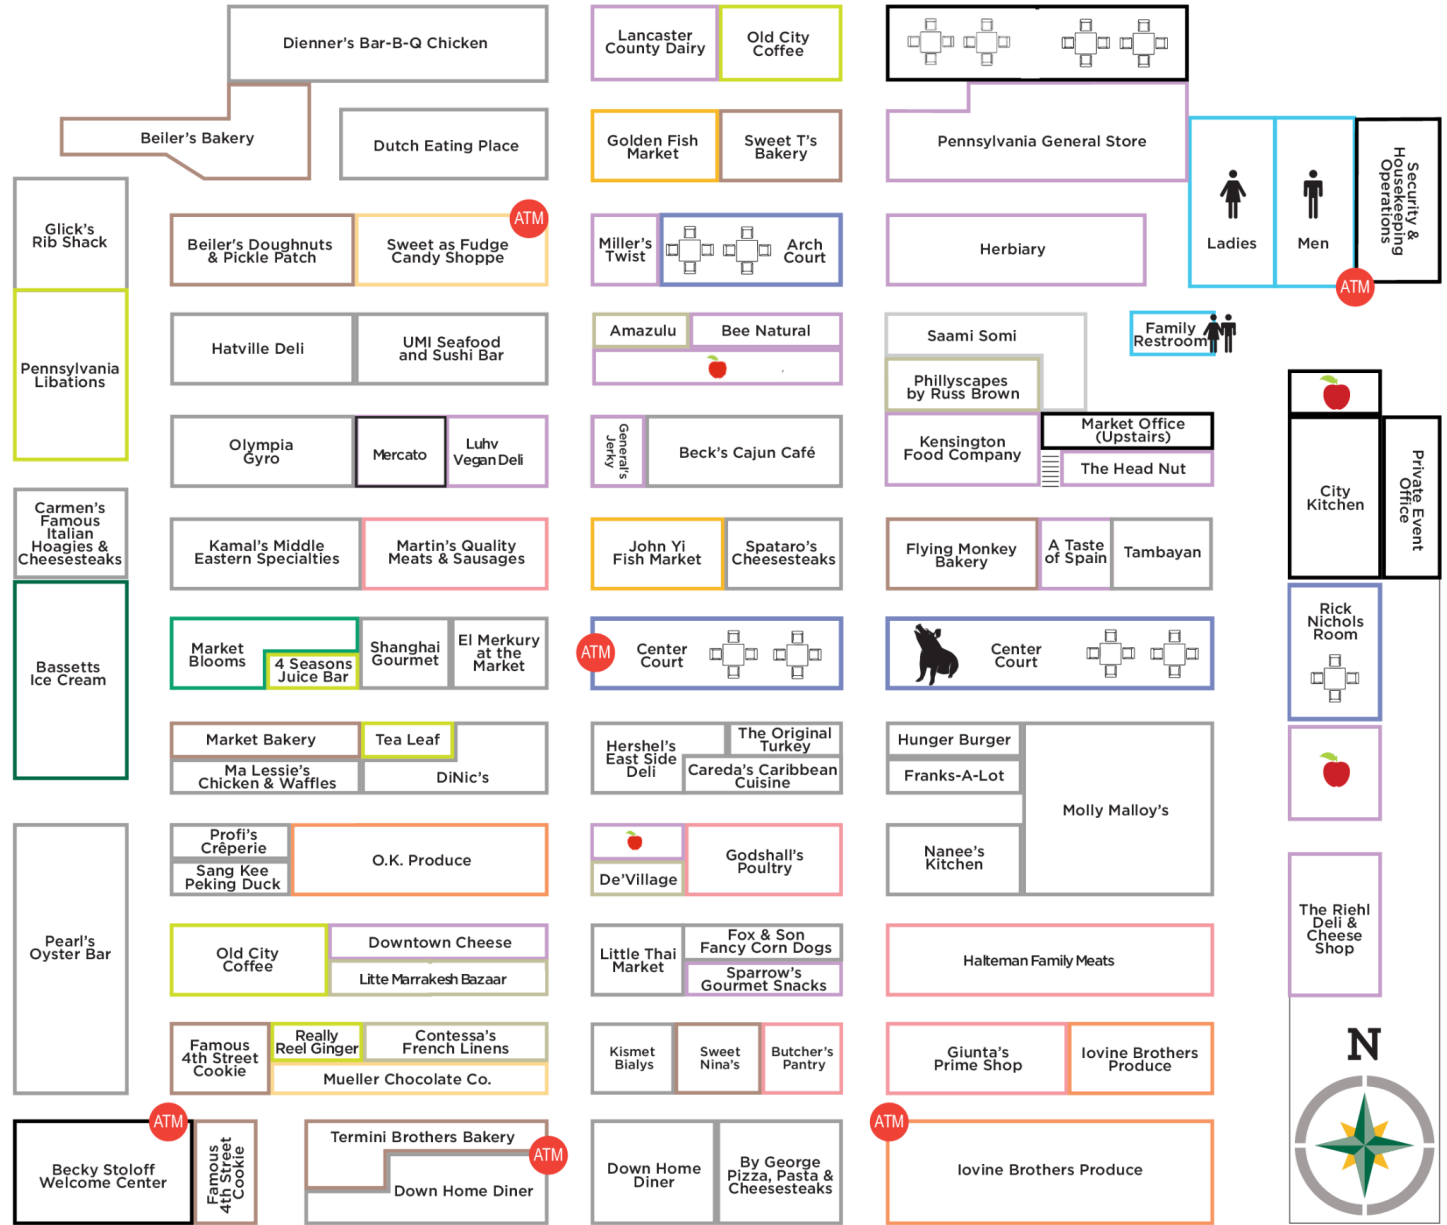 Dienner's Bar-B-Q Chicken
Lancaster
County Dairy
Old City
Coffee
Beiler's Bakery
Dutch Eating Place
Golden Fish
Market
Sweet T's
Bakery
Pennsylvania General Store
Ladies
Men
Security &
Housekeeping
Operations
ATM
Glick's
Rib Shack
Beiler's Doughnuts
& Pickle Patch
Sweet as Fudge
Candy Shoppe
ATM
Miller's
Twist
Arch
Court
Herbiary
Pennsylvania
Libations
Hatville Deli
UMI Seafood
and Sushi Bar
Amazulu
Bee Natural
Saami Somi
Phillyscapes
by Russ Brown
Family
Restroom
Olympia
Gyro
Mercato
Luhv
Vegan Deli
General's
Jerky
Beck's Cajun Café
Kensington
Food Company
Market Office
(Upstairs)
The Head Nut
City
Kitchen
Private Event
Office
Carmen's
Famous
Italian
Hoagies &
Cheesesteaks
Kamal's Middle
Eastern Specialties
Martin's Quality
Meats & Sausages
John Yi
Fish Market
Spataro's
Cheesesteaks
Flying Monkey
Bakery
A Taste
of Spain
Tambayan
Bassetts
Ice Cream
Market
Blooms
4 Seasons
Juice Bar
Shanghai
Gourmet
El Merkury
at the
Market
ATM
Center
Court
Center
Court
Rick
Nichols
Room
Market Bakery
Tea Leaf
Ma Lessie's
Chicken & Waffles
DiNic's
Hershel's
East Side
Deli
The Original
Turkey
Careda's Caribbean
Cuisine
Hunger Burger
Franks-A-Lot
Molly Malloy's
Pearl's
Oyster Bar
Profi's
Crêperie
Sang Kee
Peking Duck
O.K. Produce
De'Village
Godshall's
Poultry
Nanee's
Kitchen
The Riehl
Deli &
Cheese
Shop
Old City
Coffee
Downtown Cheese
Litte Marrakesh Bazaar
Little Thai
Market
Fox & Son
Fancy Corn Dogs
Sparrow's
Gourmet Snacks
Halteman Family Meats
Famous
4th Street
Cookie
Really
Reel Ginger
Contessa's
French Linens
Mueller Chocolate Co.
Kismet
Bialys
Sweet
Nina's
Butcher's
Pantry
Giunta's
Prime Shop
Iovine Brothers
Produce
N
ATM
Becky Stoloff
Welcome Center
Famous
4th Street
Cookie
Termini Brothers Bakery
ATM
Down Home Diner
Down Home
Diner
By George
Pizza, Pasta &
Cheesesteaks
ATM
Iovine Brothers Produce